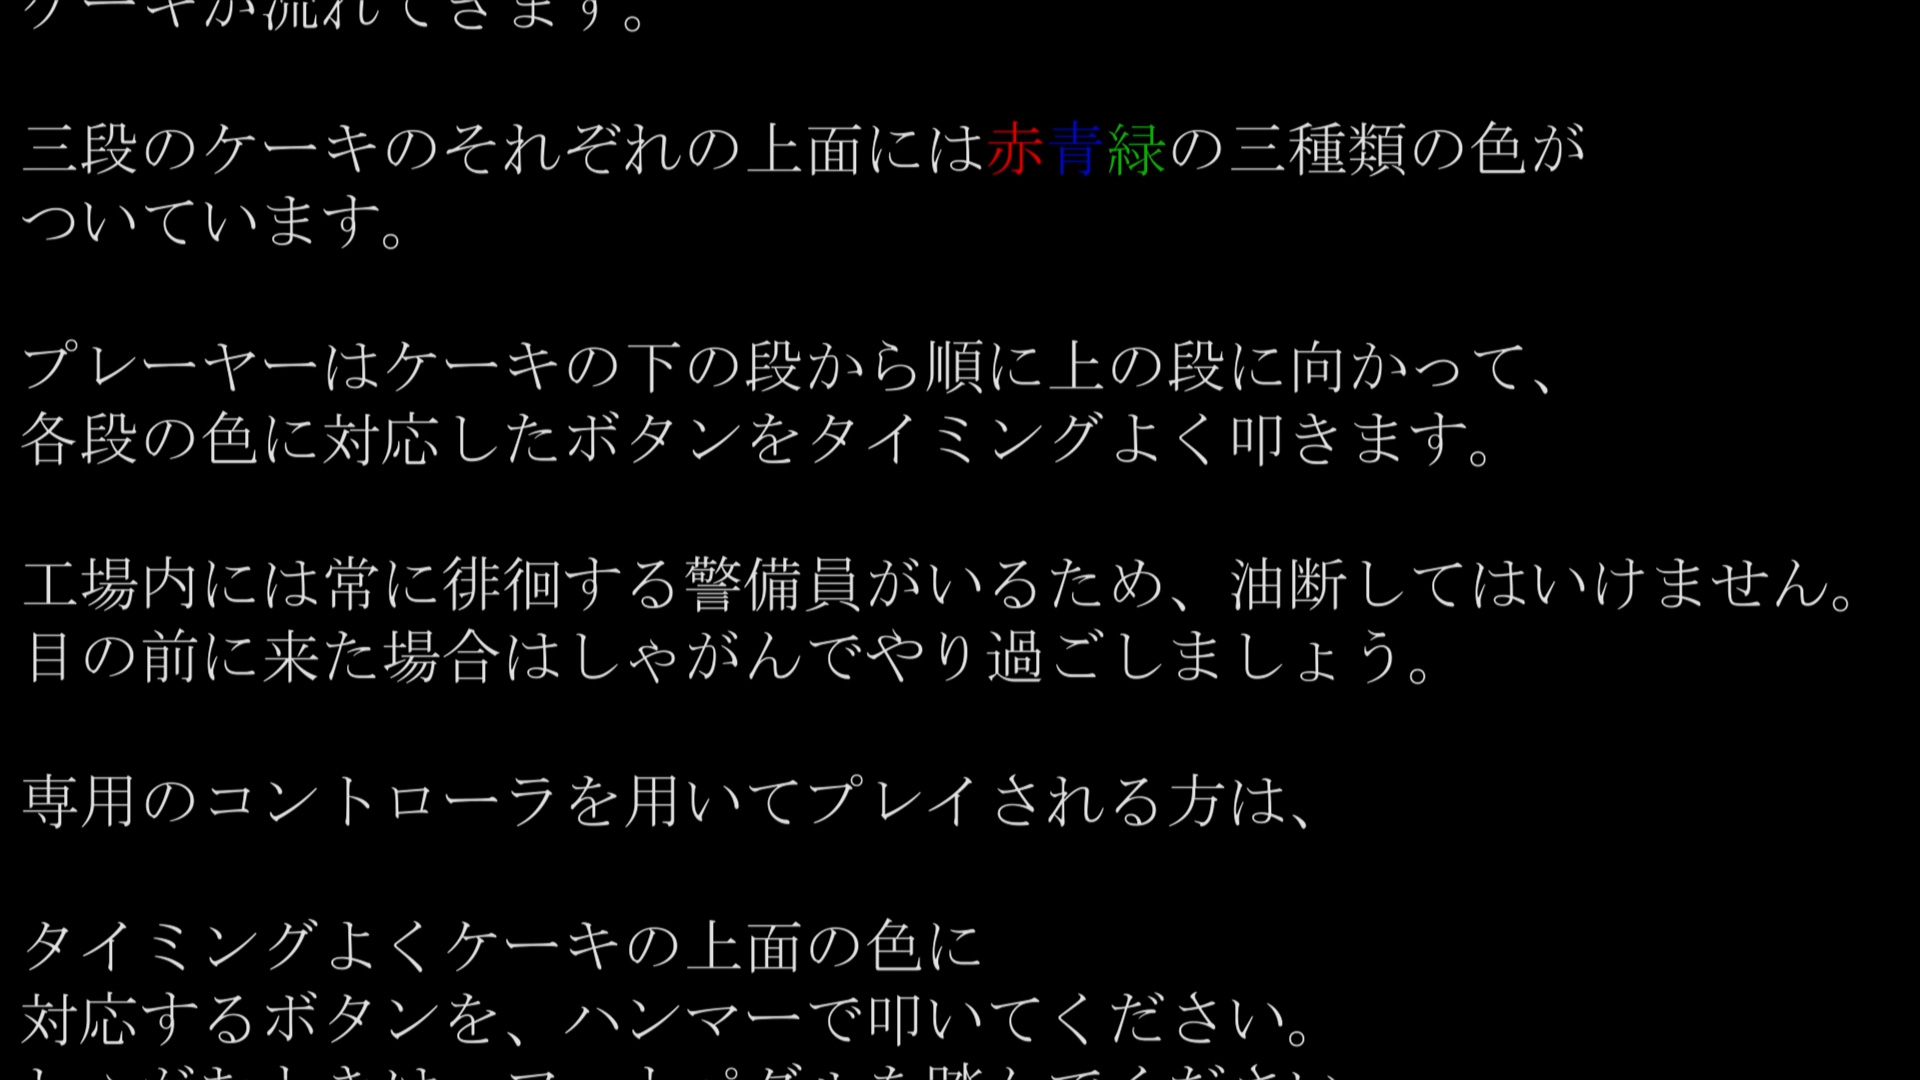 ケーキが流れてきます。
三段のケーキのそれぞれの上面には赤青緑の三種類の色が
ついています。
プレーヤーはケーキの下の段から順に上の段に向かって、
各段の色に対応したボタンをタイミングよく叩きます。
工場内には常に徘徊する警備員がいるため、油断してはいけません。
目の前に来た場合はしゃがんでやり過ごしましょう。
専用のコントローラを用いてプレイされる方は、
タイミングよくケーキの上面の色に
対応するボタンを、ハンマーで叩いてください。